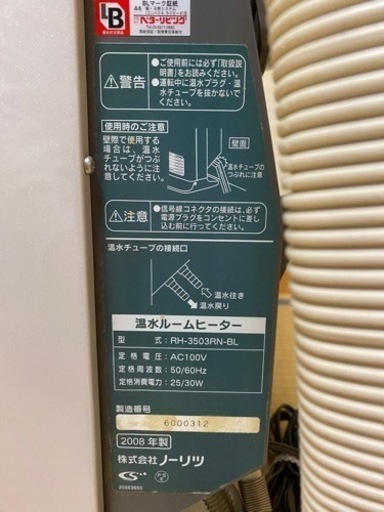 LB
BLマーク証紙
ベターリビング
警告
●ご使用前には必ず「取扱説
明書」をお読みください。
●運転中に温水プラグ・温
水チューブを抜かないで
ください。
使用時のご注意
壁際で使用する
場合は、温水
チューブがつぶ
れないように注
意してください。
壁面
温水チューブの
つぶれに注意
注意
●信号線コネクタの接続は、必ず
電源プラグをコンセントに差し
込む前に行ってください。
温水チューブの接続口
温水往き
温水戻り
温水ルームヒーター
型式:RH-3503RN-BL
定格電圧:AC100V
定格周波数:50/60Hz
定格消費電力:25/30W
製造番号
6000312
2008年製
株式会社ノーリツ